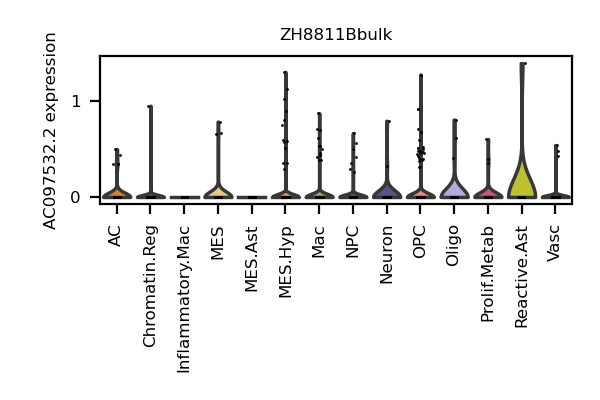 ZH8811Bbulk
AC097532.2 expression
1
0
AC
Chromatin.Reg
Inflammatory.Mac
MES
MES.Ast
MES.Hyp
Mac
NPC
Neuron
OPC
Oligo
Prolif.Metab
Reactive.Ast
Vasc